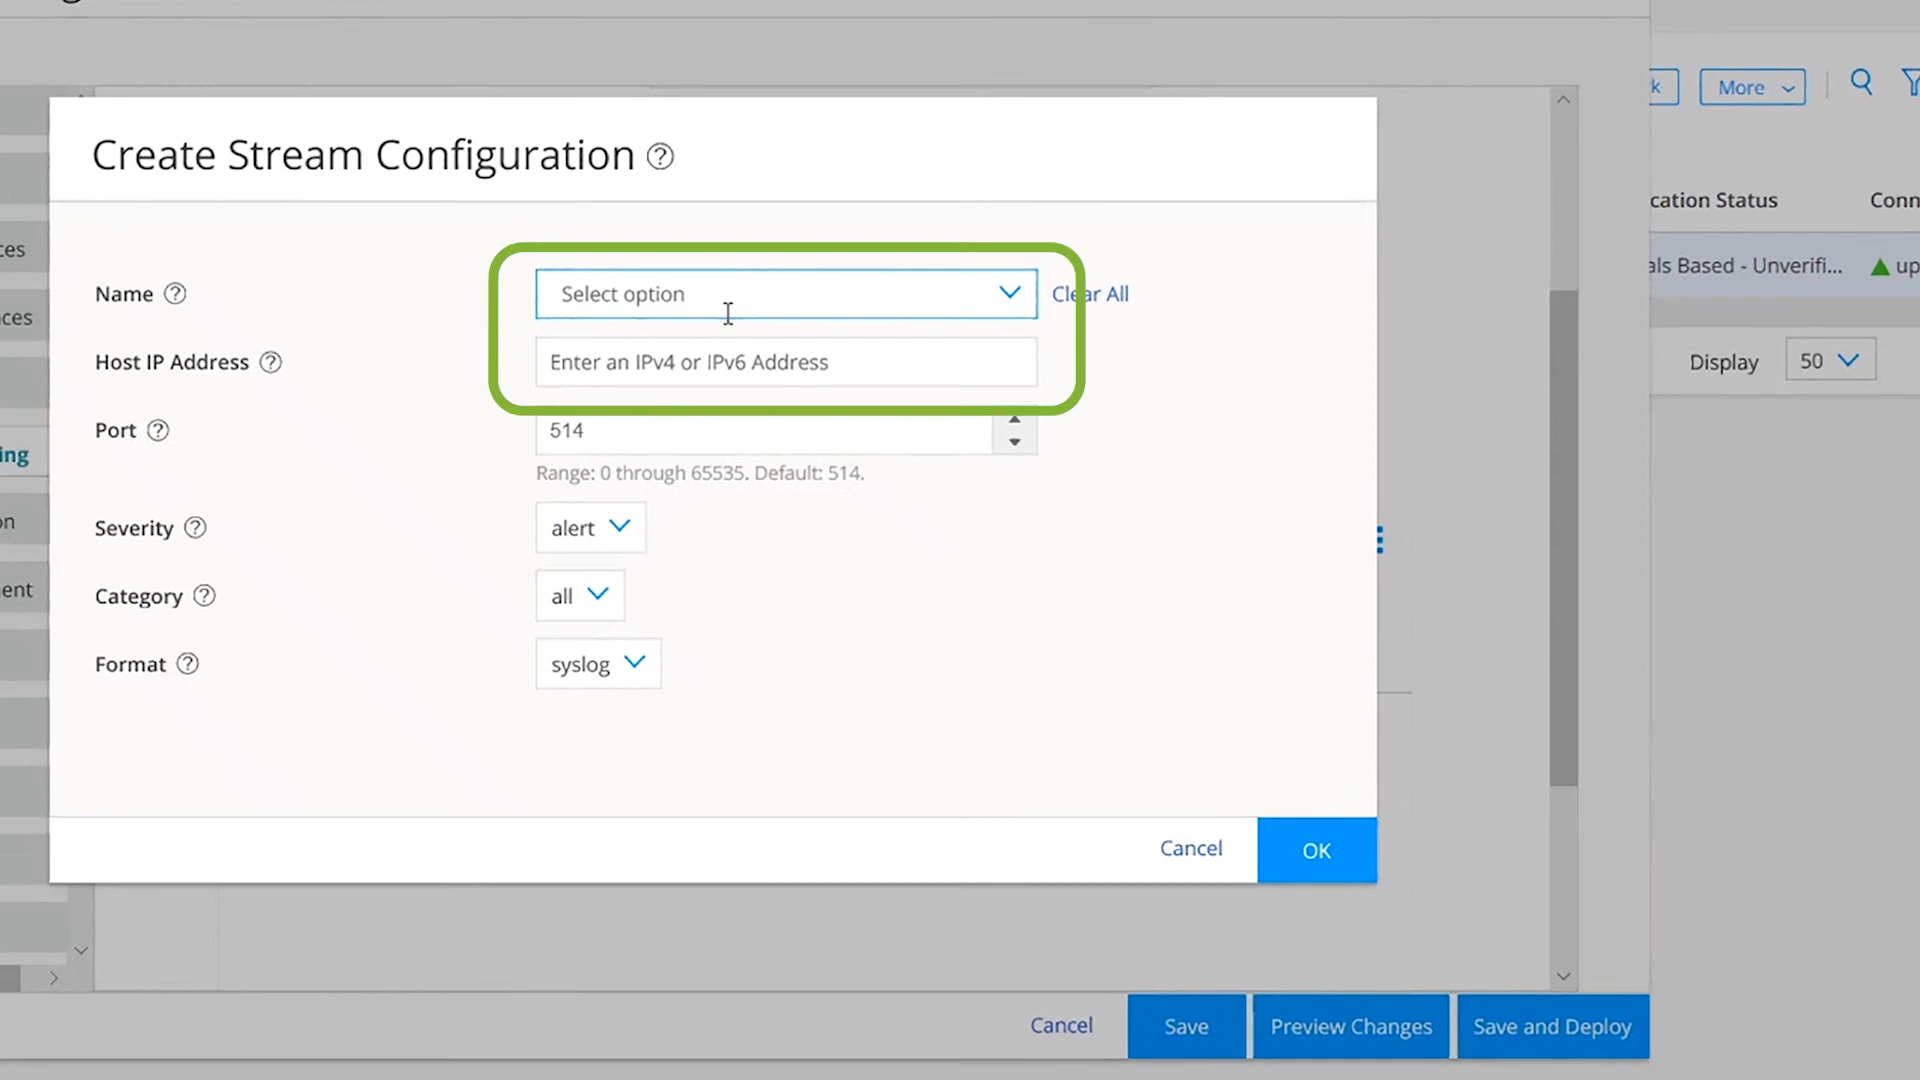 k
More
Create Stream Configuration ?
cation Status
Conn
ces
als Based - Unverifi...
up
Name ?
Select option
Clear All
ces
Host IP Address ?
Enter an IPv4 or IPv6 Address
Display
50
Port ?
514
ing
Range: 0 through 65535. Default: 514.
on
Severity ?
alert
ent
Category ?
all
Format ?
syslog
Cancel
OK
Cancel
Save
Preview Changes
Save and Deploy